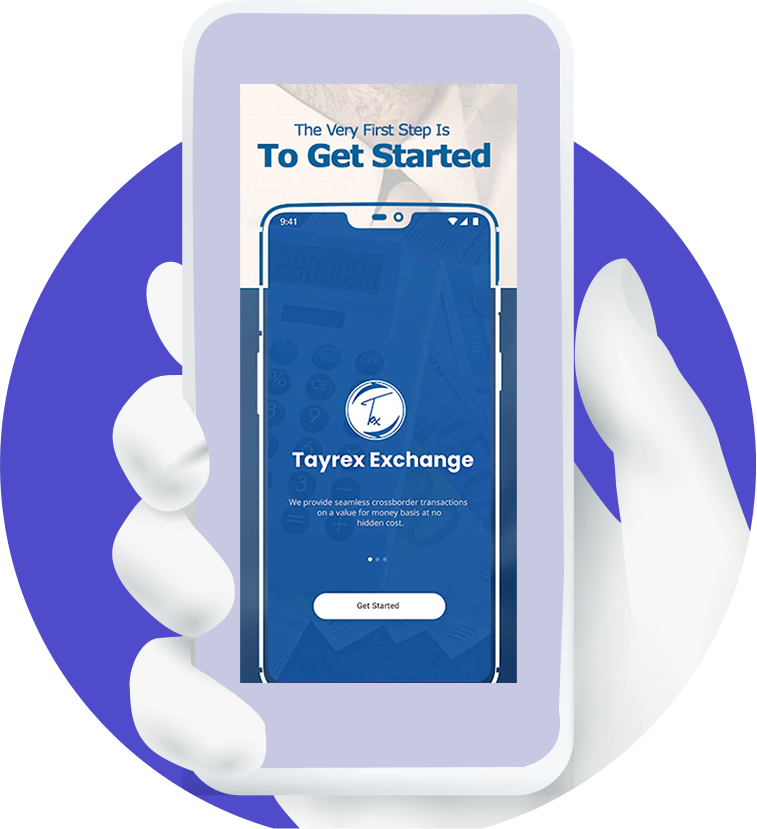 The Very First Step Is
To Get Started
9:41
Tex
Tayrex Exchange
We provide seamless crossborder transactions
on a value for money basis at no
hidden cost.
Get Started